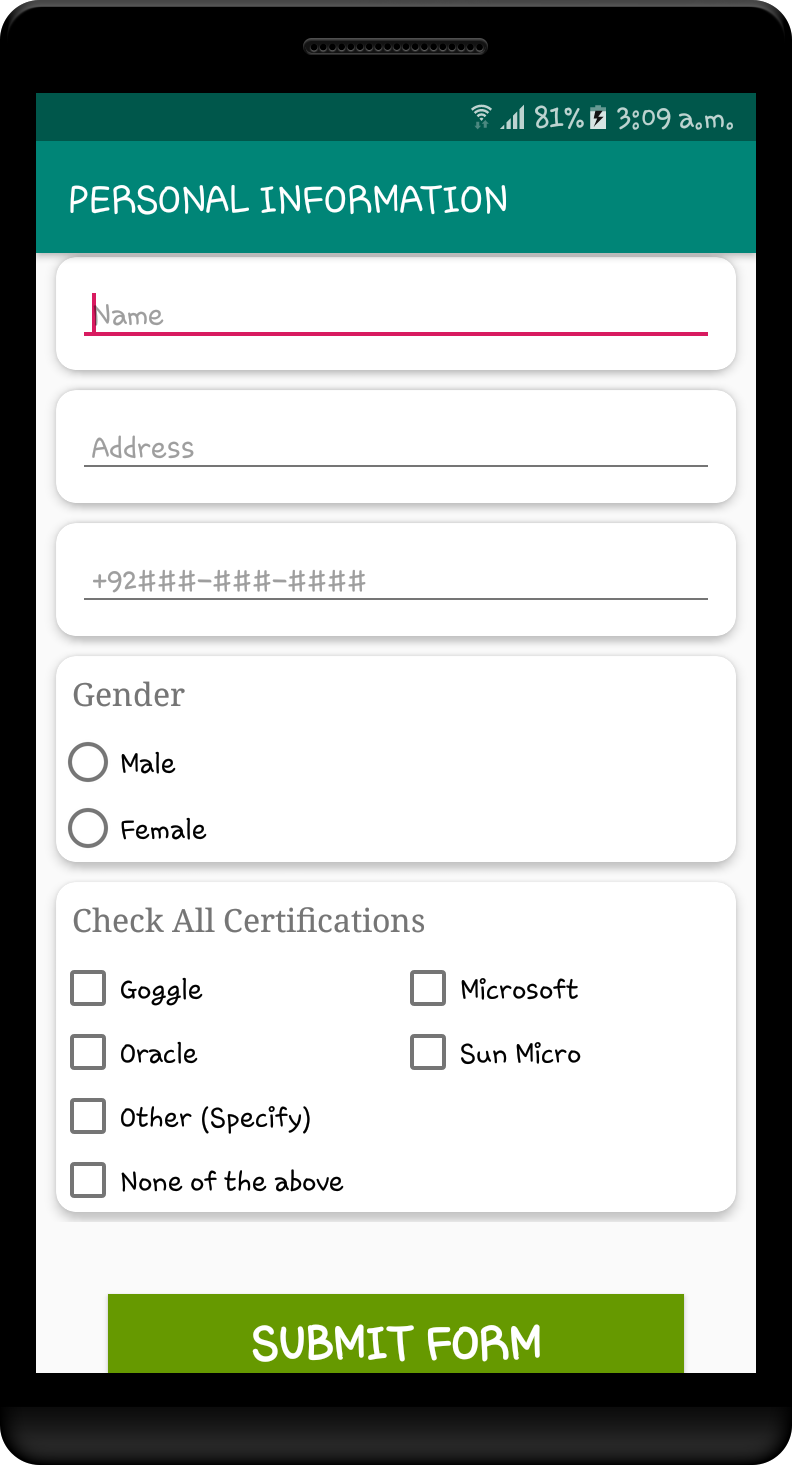 81% 3:09 a.m.
PERSONAL INFORMATION
Name
Address
+92###-###-####
Gender
Male
Female
Check All Certifications
Goggle Microsoft
Oracle Sun Micro
Other (Specify)
None of the above
SUBMIT FORM